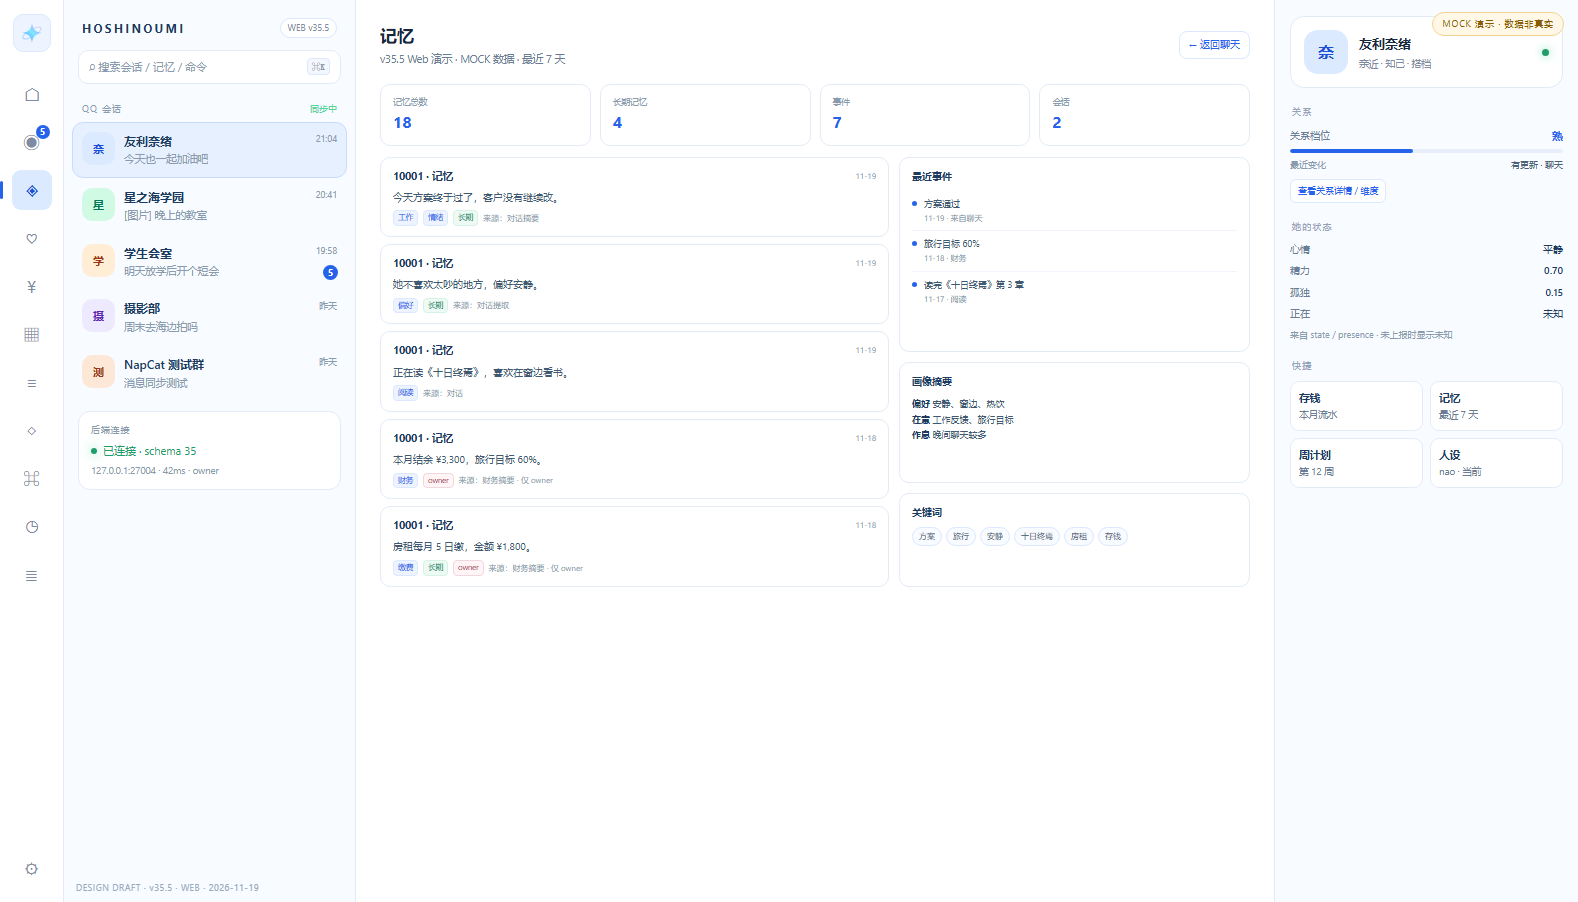 HOSHINOUMI
WEB v35.5
搜索会话 / 记忆 / 命令
⌘K
QQ 会话
同步中
奈
友利奈绪
21:04
今天也一起加油吧
星
星之海学园
20:41
[图片] 晚上的教室
学
学生会室
19:58
明天放学后开个短会
5
摄
摄影部
昨天
周末去海边拍吗
测
NapCat 测试群
昨天
消息同步测试
后端连接
已连接 · schema 35
127.0.0.1:27004 · 42ms · owner
DESIGN DRAFT · v35.5 · WEB · 2026-11-19
5
¥
记忆
v35.5 Web 演示 · MOCK 数据 · 最近 7 天
← 返回聊天
记忆总数
18
长期记忆
4
事件
7
会话
2
10001 · 记忆
11-19
今天方案终于过了，客户没有继续改。
工作 情绪 长期 来源：对话摘要
10001 · 记忆
11-19
她不喜欢太吵的地方，偏好安静。
偏好 长期 来源：对话提取
10001 · 记忆
11-19
正在读《十日终焉》，喜欢在窗边看书。
阅读 来源：对话
10001 · 记忆
11-18
本月结余 ¥3,300，旅行目标 60%。
财务 owner 来源：财务摘要 · 仅 owner
10001 · 记忆
11-18
房租每月 5 日缴，金额 ¥1,800。
缴费 长期 owner 来源：财务摘要 · 仅 owner
最近事件
方案通过
11-19 · 来自聊天
旅行目标 60%
11-18 · 财务
读完《十日终焉》第 3 章
11-17 · 阅读
画像摘要
偏好 安静、窗边、热饮
在意 工作反馈、旅行目标
作息 晚间聊天较多
关键词
方案 旅行 安静 十日终焉 房租 存钱
MOCK 演示 · 数据非真实
奈
友利奈绪
亲近 · 知己 · 搭档
关系
关系档位
熟
最近变化
有更新 · 聊天
查看关系详情 / 维度
她的状态
心情
平静
精力
0.70
孤独
0.15
正在
未知
来自 state / presence · 未上报时显示未知
快捷
存钱
本月流水
记忆
最近 7 天
周计划
第 12 周
人设
nao · 当前